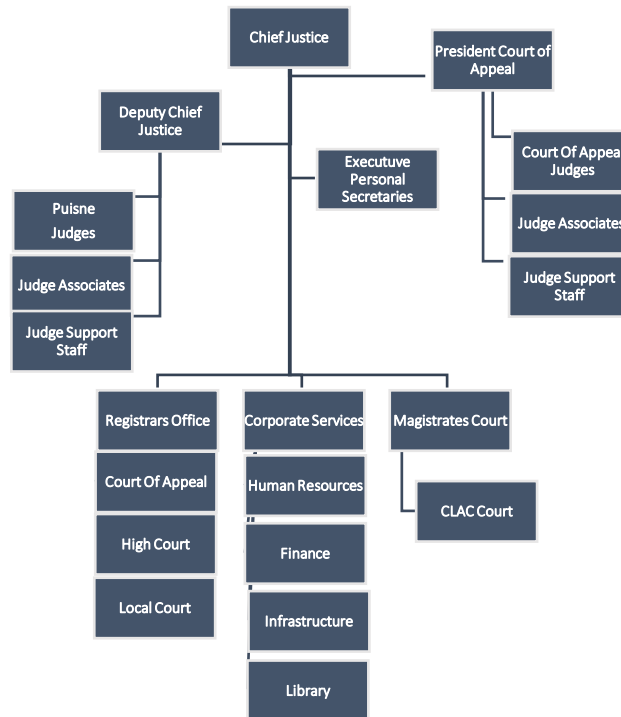 Chief Justice
President Court of
Appeal
Deputy Chief
Justice
Executuve
Personal
Secretaries
Court Of Appeal
Judges
Puisne
Judges
Judge Associates
Judge Associates
Judge Support
Staff
Judge Support
Staff
Registrars Office
Corporate Services
Magistrates Court
Court Of Appeal
Human Resources
CLAC Court
High Court
Finance
Local Court
Infrastructure
Library